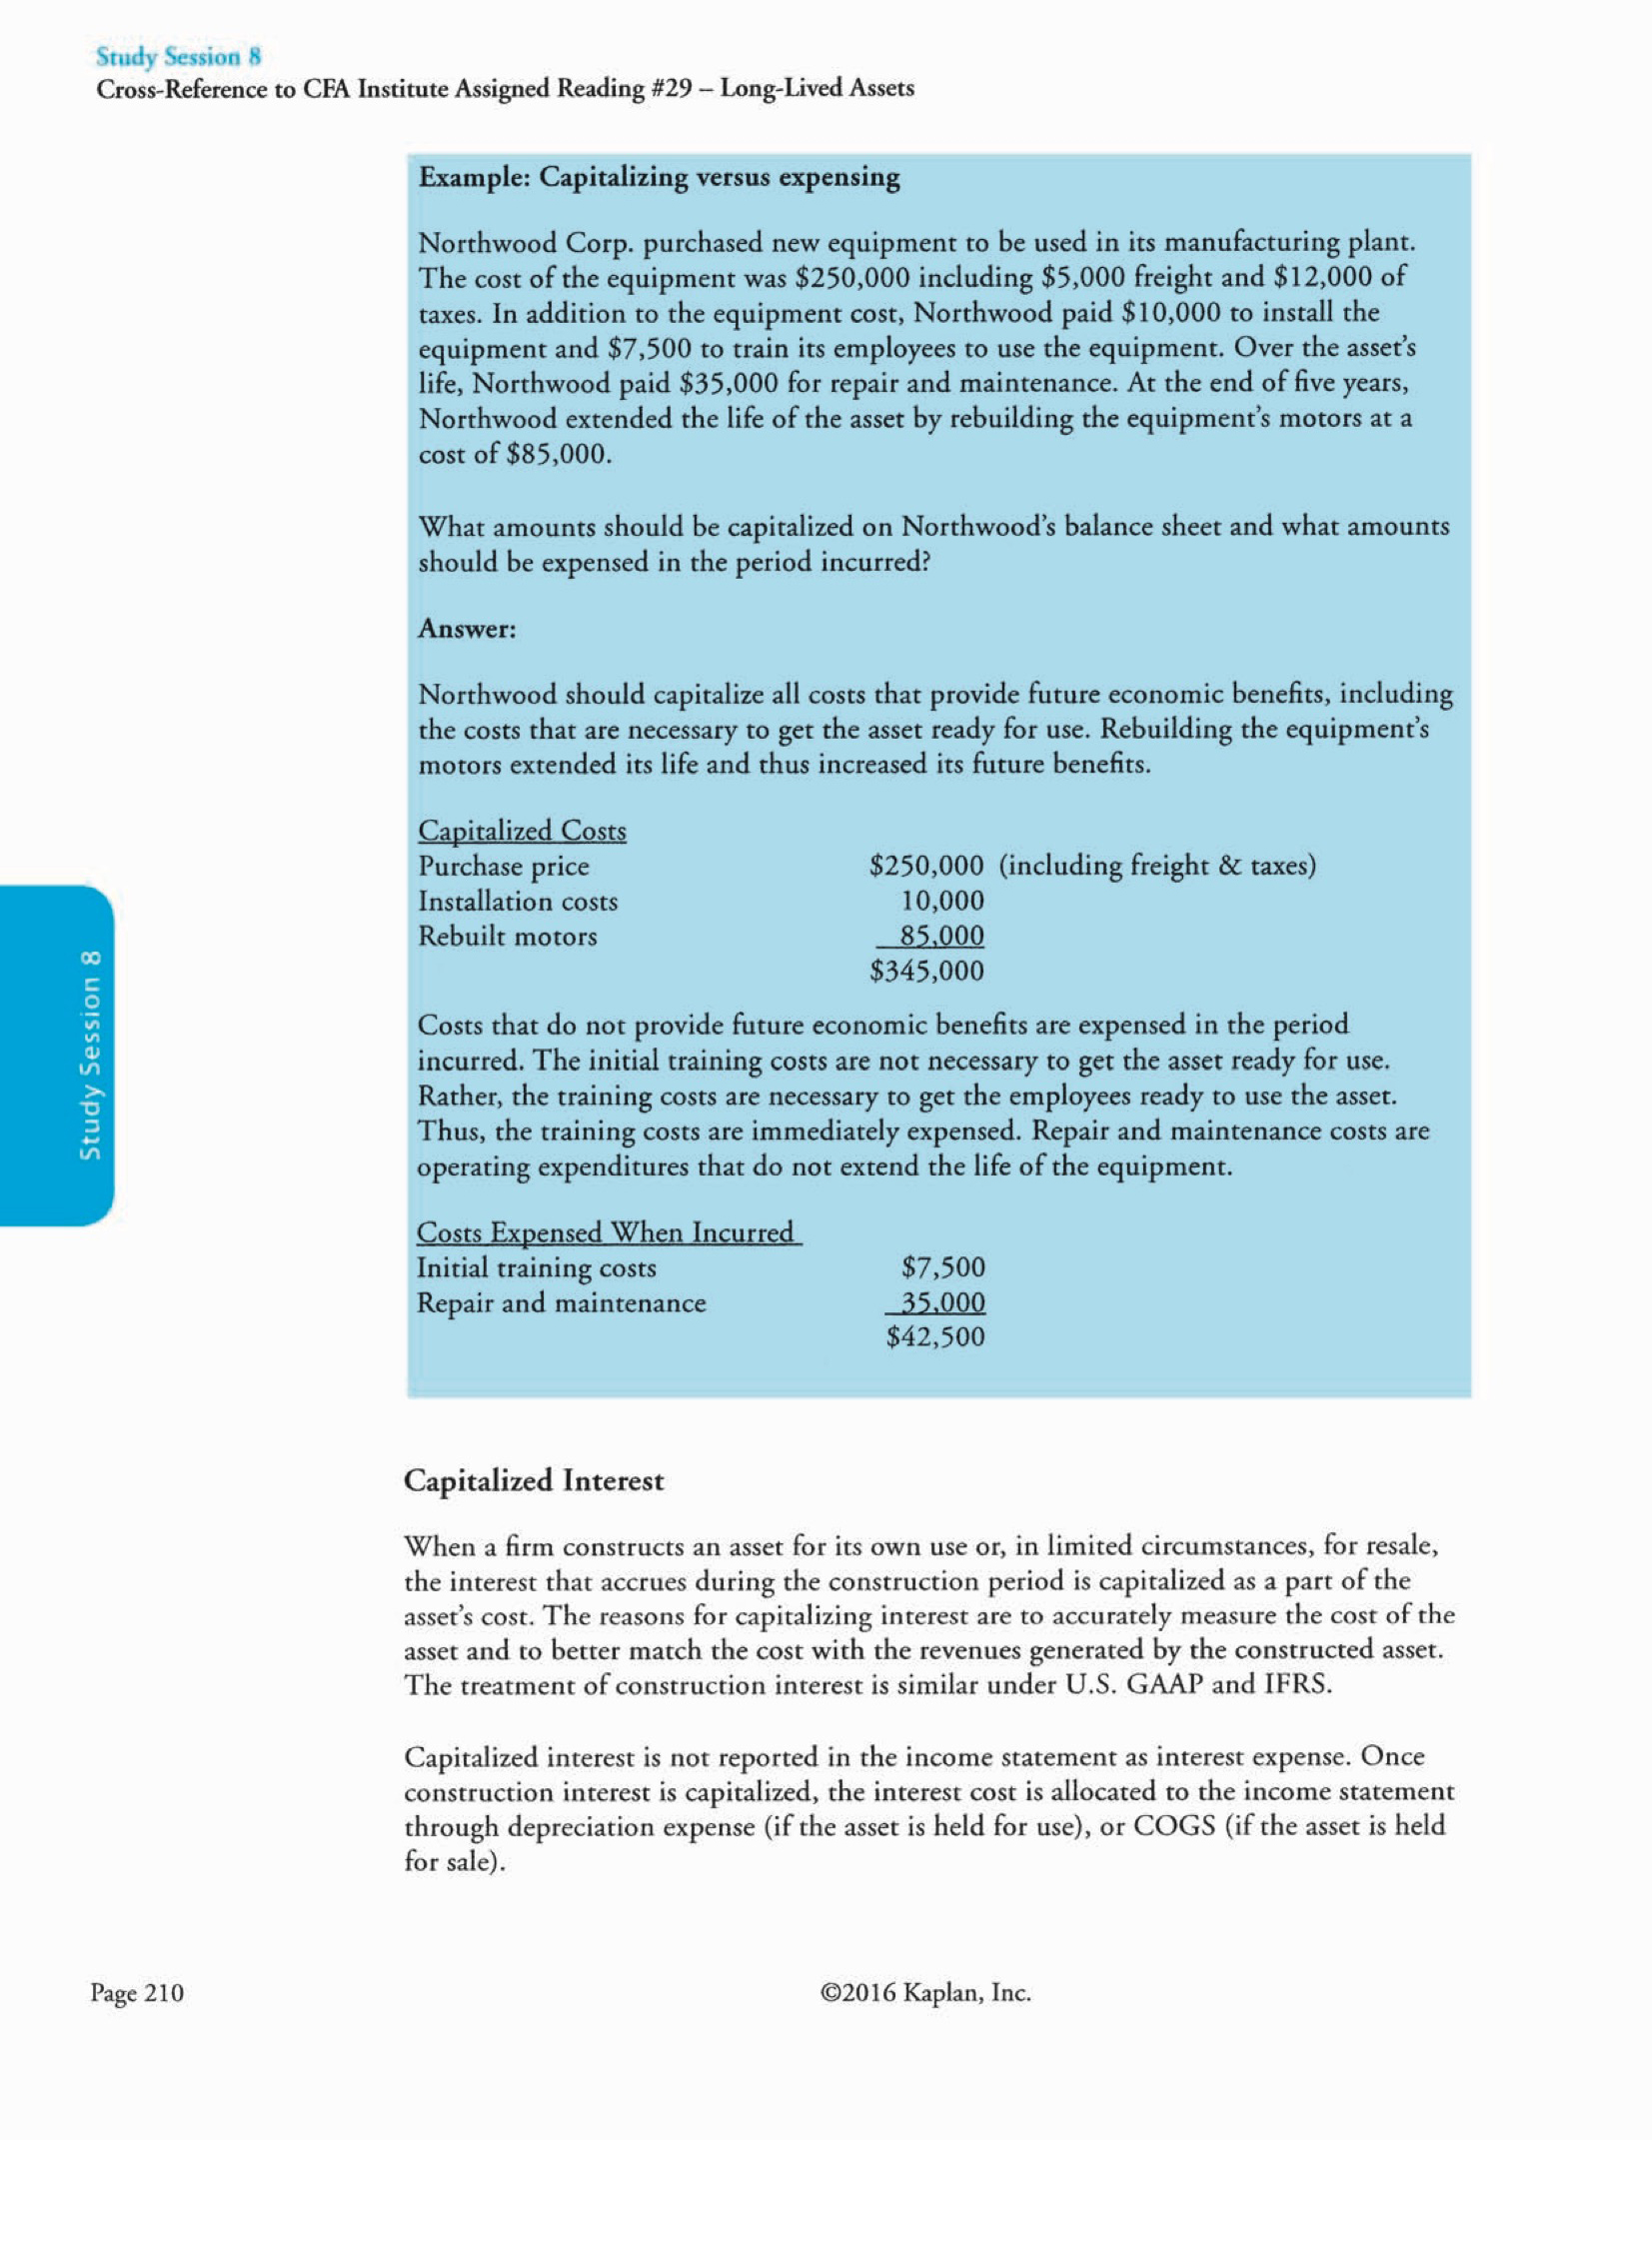 Study Session 8
Cross-Reference to CFA Institute Assigned Reading #29 – Long-Lived Assets
Example: Capitalizing versus expensing
Northwood Corp. purchased new equipment to be used in its manufacturing plant.
The cost of the equipment was $250,000 including $5,000 freight and $12,000 of
taxes. In addition to the equipment cost, Northwood paid $10,000 to install the
equipment and $7,500 to train its employees to use the equipment. Over the asset's
life, Northwood paid $35,000 for repair and maintenance. At the end of five years,
Northwood extended the life of the asset by rebuilding the equipment's motors at a
cost of $85,000.
What amounts should be capitalized on Northwood's balance sheet and what amounts
should be expensed in the period incurred?
Answer:
Northwood should capitalize all costs that provide future economic benefits, including
the costs that are necessary to get the asset ready for use. Rebuilding the equipment's
motors extended its life and thus increased its future benefits.
Capitalized Costs
Purchase price $250,000 (including freight & taxes)
Installation costs 10,000
Rebuilt motors 85,000
$345,000
Costs that do not provide future economic benefits are expensed in the period
incurred. The initial training costs are not necessary to get the asset ready for use.
Rather, the training costs are necessary to get the employees ready to use the asset.
Thus, the training costs are immediately expensed. Repair and maintenance costs are
operating expenditures that do not extend the life of the equipment.
Costs Expensed When Incurred
Initial training costs $7,500
Repair and maintenance 35,000
$42,500
Study Session 8
Capitalized Interest
When a firm constructs an asset for its own use or, in limited circumstances, for resale,
the interest that accrues during the construction period is capitalized as a part of the
asset's cost. The reasons for capitalizing interest are to accurately measure the cost of the
asset and to better match the cost with the revenues generated by the constructed asset.
The treatment of construction interest is similar under U.S. GAAP and IFRS.
Capitalized interest is not reported in the income statement as interest expense. Once
construction interest is capitalized, the interest cost is allocated to the income statement
through depreciation expense (if the asset is held for use), or COGS (if the asset is held
for sale).
Page 210 ©2016 Kaplan, Inc.